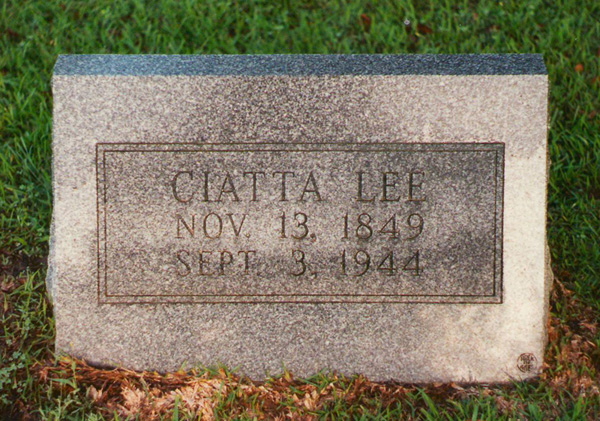 CIATTA LEE
NOV. 13, 1849
SEPT. 3, 1944